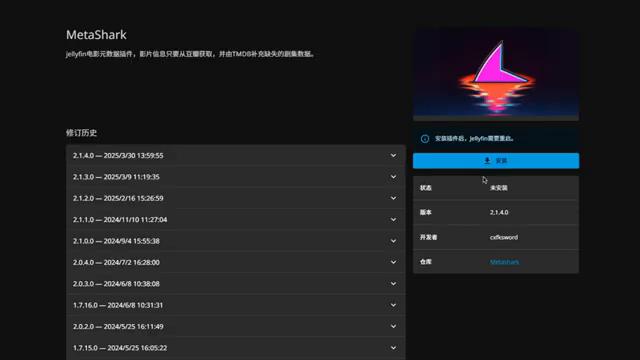 MetaShark
jellyfin电影元数据插件，影片信息只要从豆瓣获取，并由TMDB补充缺失的剧集数据。
修订历史
2.1.4.0 — 2025/3/30 13:59:55
2.1.3.0 — 2025/3/9 11:19:35
2.1.2.0 — 2025/2/16 15:26:59
2.1.1.0 — 2024/11/10 11:27:04
2.1.0.0 — 2024/9/4 15:55:38
2.0.4.0 — 2024/7/2 16:28:00
2.0.3.0 — 2024/6/8 10:38:08
1.7.16.0 — 2024/6/8 10:31:31
2.0.2.0 — 2024/5/25 16:11:49
1.7.15.0 — 2024/5/25 16:05:22
安装插件后，Jellyfin需要重启。
安装
状态 未安装
版本 2.1.4.0
开发者 cxfksword
仓库 Metashark